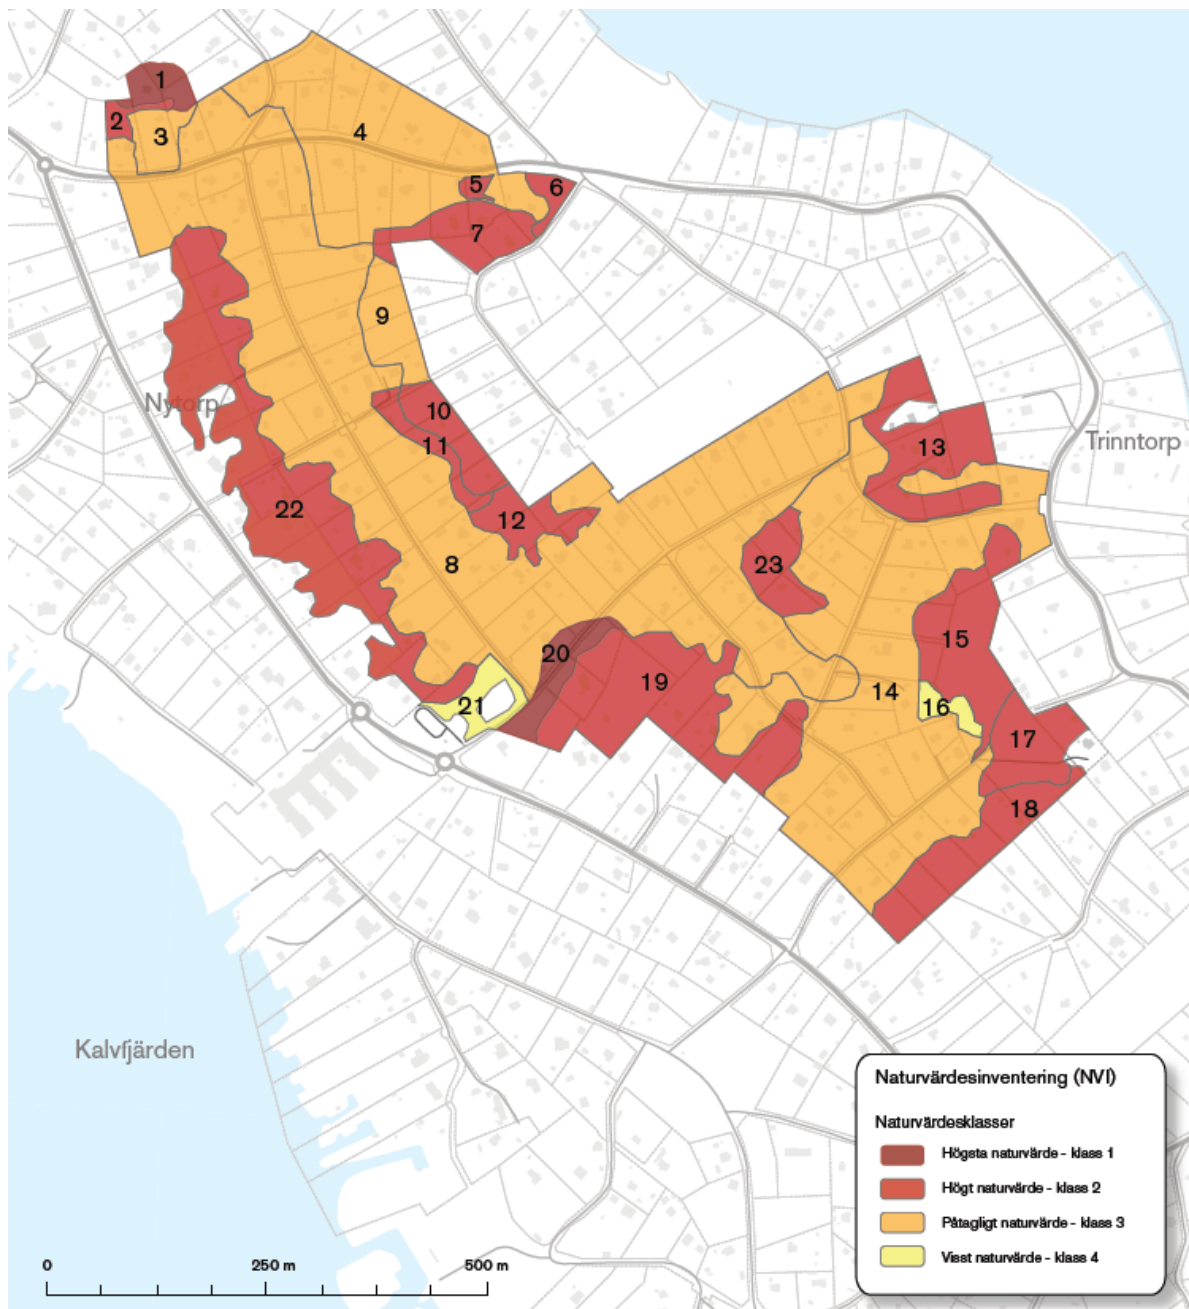 1
2
3
4
5
6
7
9
Nytorp
10
11
13
Trinntorp
22
12
8
23
15
20
19
14
21
16
17
18
Kalvfjärden
Naturvärdesinventering (NVI)
Naturvärdesklasser
Högsta naturvärde - klass 1
Högt naturvärde - klass 2
Påtagligt naturvärde - klass 3
Visst naturvärde - klass 4
0 250 m 500 m